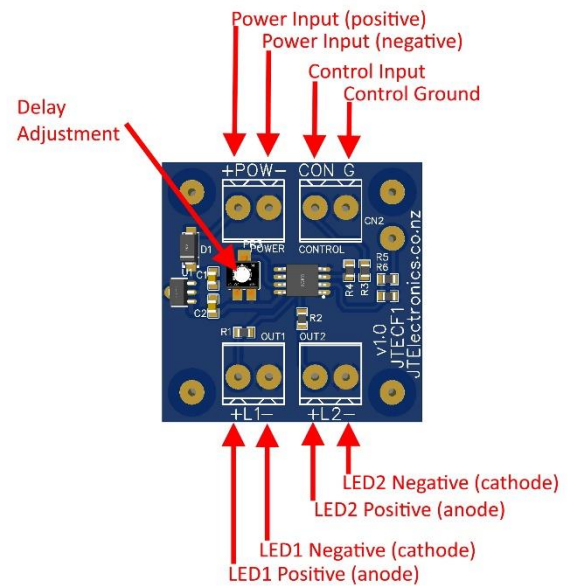 Power Input (positive)
Power Input (negative)
Control Input
Control Ground
Delay
Adjustment
+POW-
CON G
POWER
CONTROL
CN2
D1
C1
C2
R1
R2
R4
R3
R5
R6
OUT1
OUT2
+L1-
+L2-
v1.0
JTECF1
JTElectronics.co.nz
LED2 Negative (cathode)
LED2 Positive (anode)
LED1 Negative (cathode)
LED1 Positive (anode)